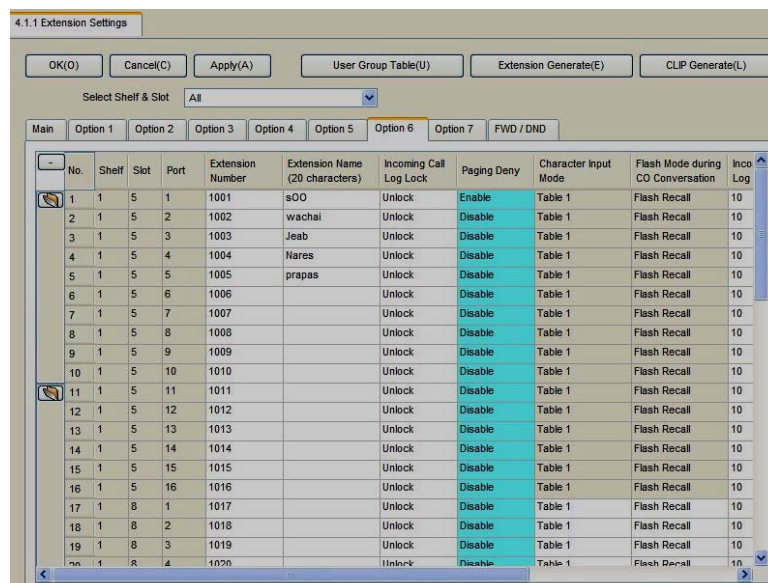 4.1.1 Extension Settings
OK(O) Cancel(C) Apply(A) User Group Table(U) Extension Generate(E) CLIP Generate(L)
Select Shelf & Slot All
Main Option 1 Option 2 Option 3 Option 4 Option 5 Option 6 Option 7 FWD / DND
- No. Shelf Slot Port Extension Number Extension Name (20 characters) Incoming Call Log Lock Paging Deny Character Input Mode Flash Mode during CO Conversation Inco Log
1 1 5 1 1001 sOO Unlock Enable Table 1 Flash Recall 10
2 1 5 2 1002 wachai Unlock Disable Table 1 Flash Recall 10
3 1 5 3 1003 Jeab Unlock Disable Table 1 Flash Recall 10
4 1 5 4 1004 Nares Unlock Disable Table 1 Flash Recall 10
5 1 5 5 1005 prapas Unlock Disable Table 1 Flash Recall 10
6 1 5 6 1006 Unlock Disable Table 1 Flash Recall 10
7 1 5 7 1007 Unlock Disable Table 1 Flash Recall 10
8 1 5 8 1008 Unlock Disable Table 1 Flash Recall 10
9 1 5 9 1009 Unlock Disable Table 1 Flash Recall 10
10 1 5 10 1010 Unlock Disable Table 1 Flash Recall 10
11 1 5 11 1011 Unlock Disable Table 1 Flash Recall 10
12 1 5 12 1012 Unlock Disable Table 1 Flash Recall 10
13 1 5 13 1013 Unlock Disable Table 1 Flash Recall 10
14 1 5 14 1014 Unlock Disable Table 1 Flash Recall 10
15 1 5 15 1015 Unlock Disable Table 1 Flash Recall 10
16 1 5 16 1016 Unlock Disable Table 1 Flash Recall 10
17 1 8 1 1017 Unlock Disable Table 1 Flash Recall 10
18 1 8 2 1018 Unlock Disable Table 1 Flash Recall 10
19 1 8 3 1019 Unlock Disable Table 1 Flash Recall 10
20 1 8 4 1020 Unlock Disable Table 1 Flash Recall 10